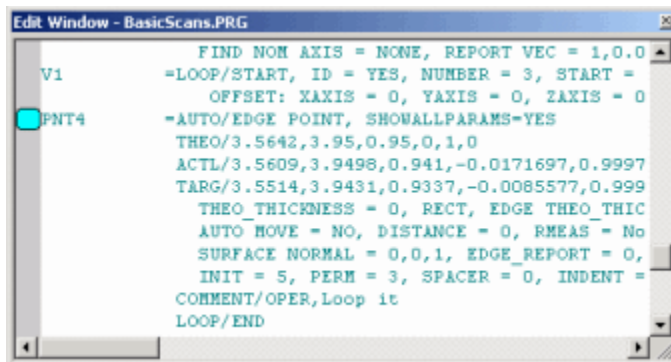 Edit Window - BasicScans.PRG
FIND NOM AXIS = NONE, REPORT VEC = 1,0.0
V1 =LOOP/START, ID = YES, NUMBER = 3, START =
OFFSET: XAXIS = 0, YAXIS = 0, ZAXIS = 0
PNT4 =AUTO/EDGE POINT, SHOWALLPARAMS=YES
THEO/3.5642,3.95,0.95,0,1,0
ACTL/3.5609,3.9498,0.941,-0.0171697,0.9997
TARG/3.5514,3.9431,0.9337,-0.0085577,0.999
THEO_THICKNESS = 0, RECT, EDGE THEO_THIC
AUTO MOVE = NO, DISTANCE = 0, RMEAS = No
SURFACE NORMAL = 0,0,1, EDGE_REPORT = 0,
INIT = 5, PERM = 3, SPACER = 0, INDENT =
COMMENT/OPER,Loop it
LOOP/END